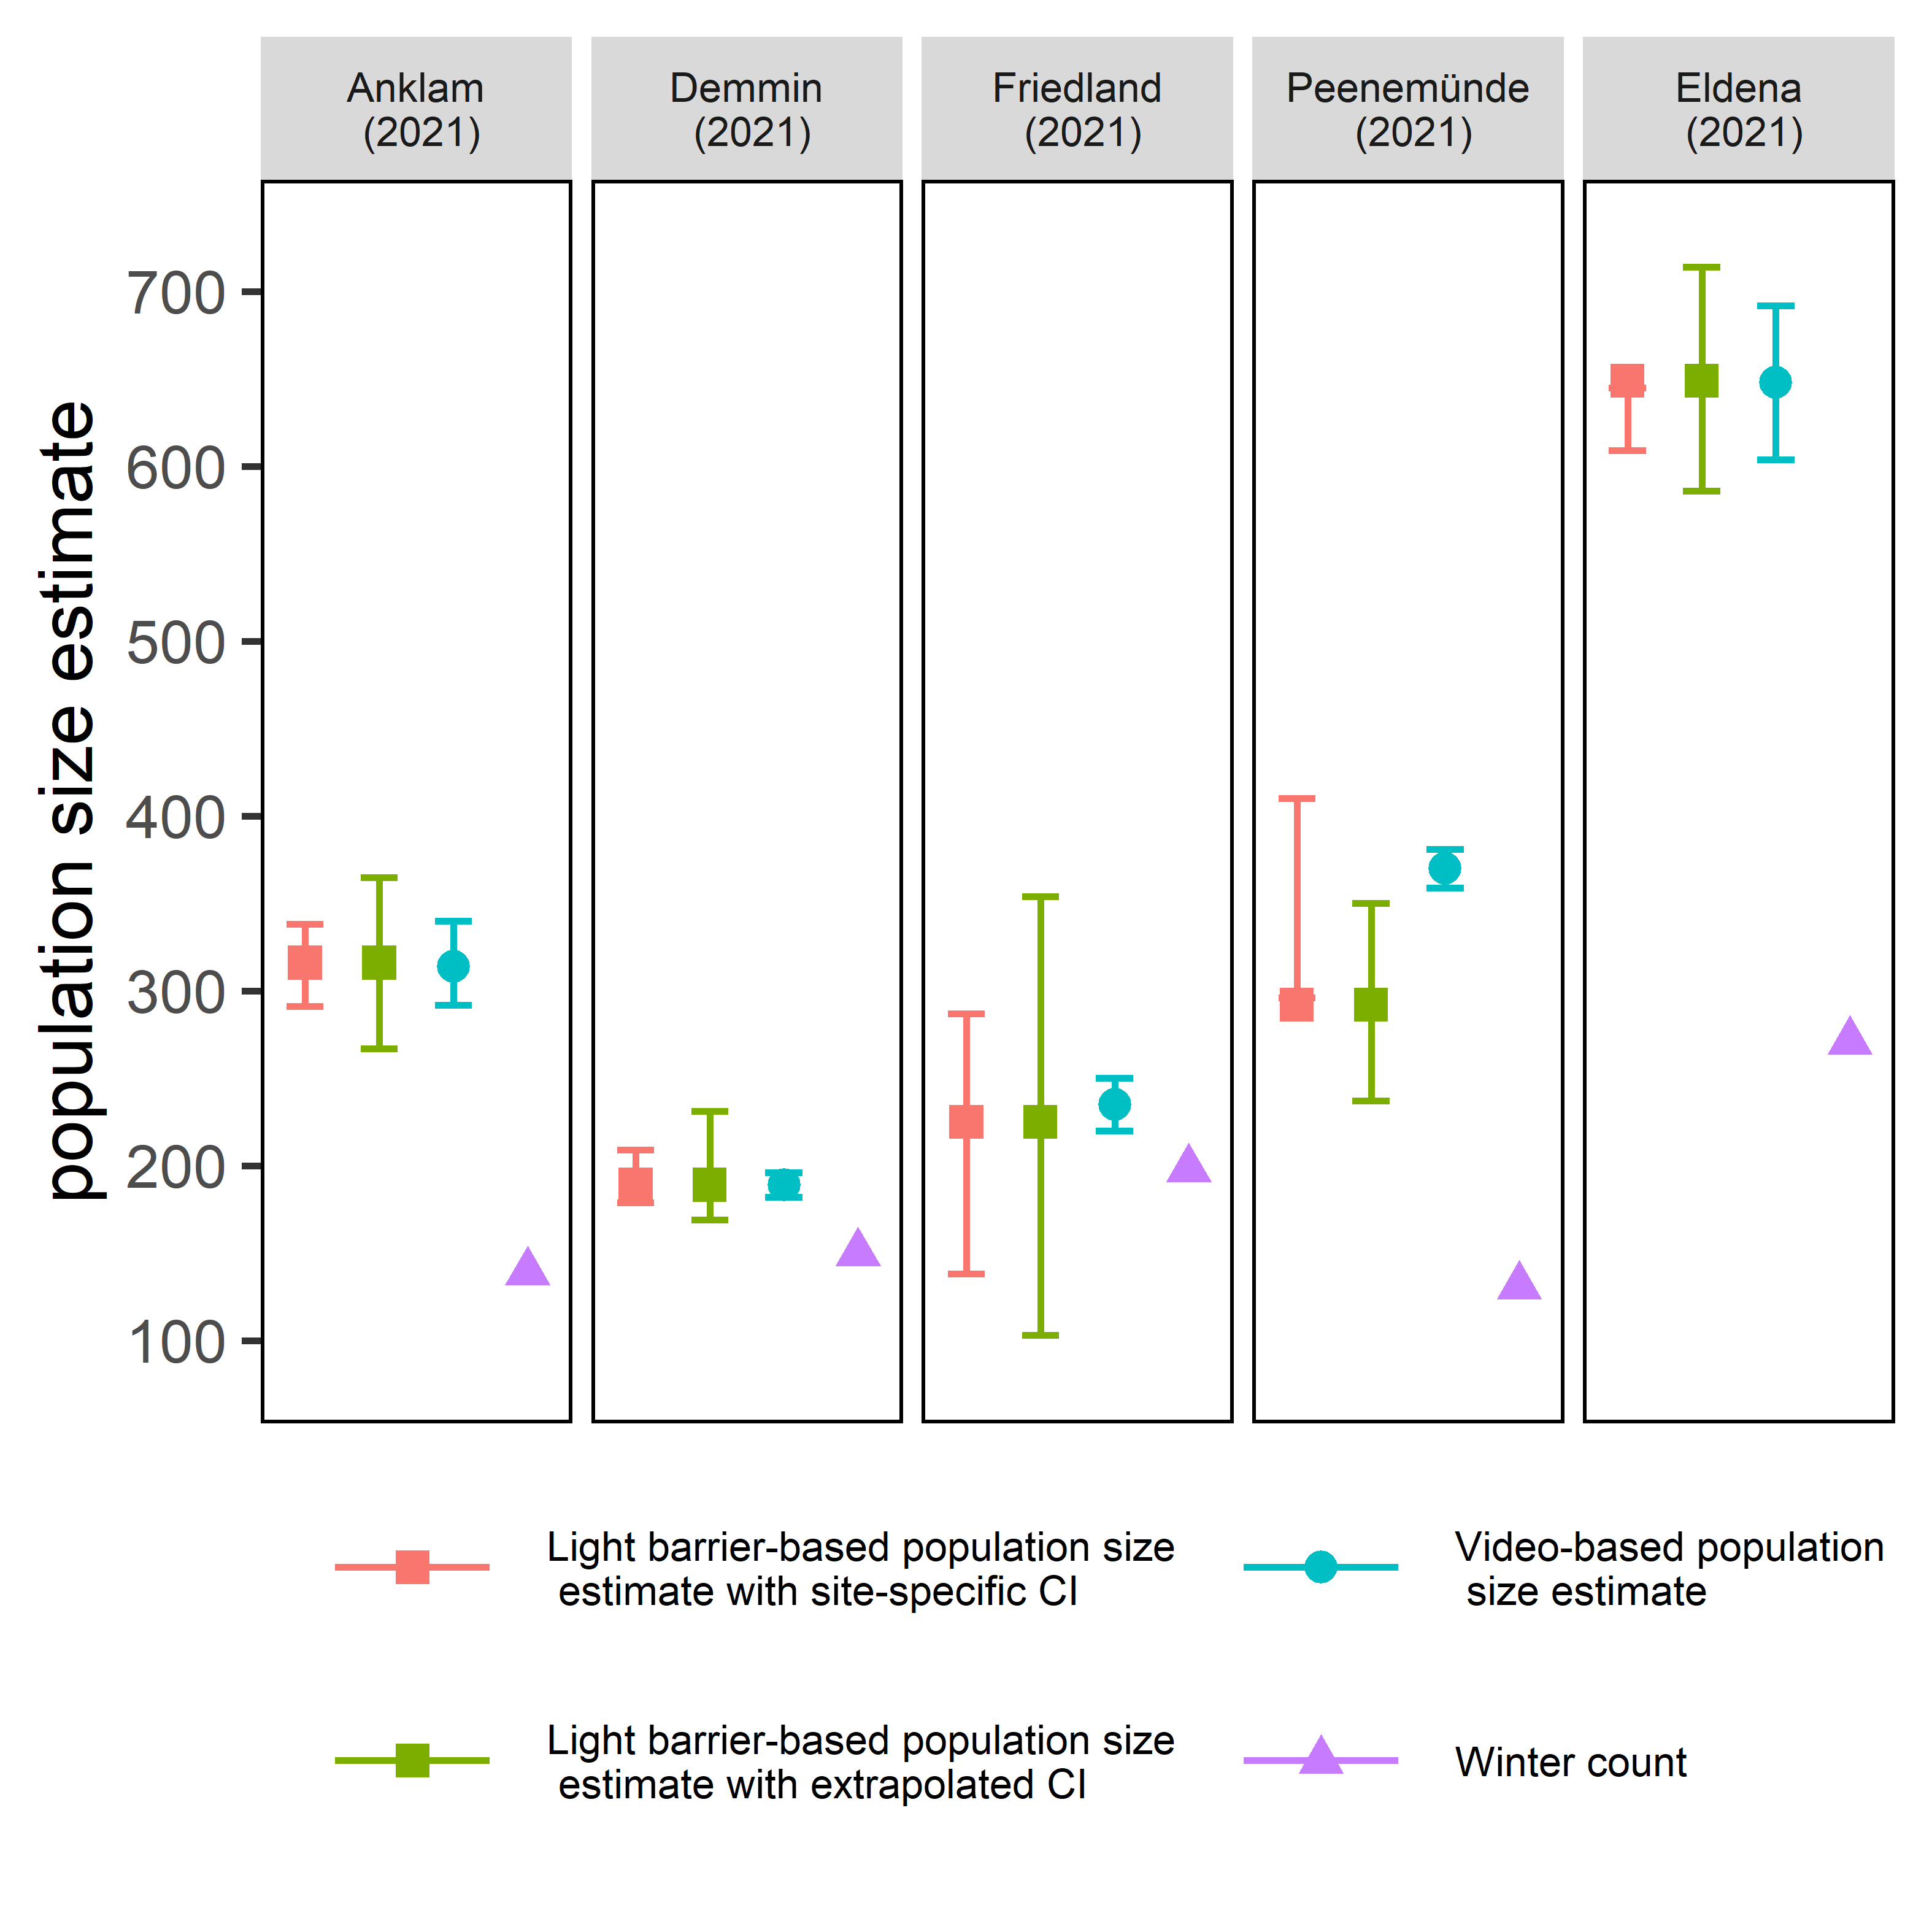 Anklam
(2021)
Demmin
(2021)
Friedland
(2021)
Peenemünde
(2021)
Eldena
(2021)
population size estimate
700
600
500
400
300
200
100
Light barrier-based population size
estimate with site-specific CI
Video-based population
size estimate
Light barrier-based population size
estimate with extrapolated CI
Winter count